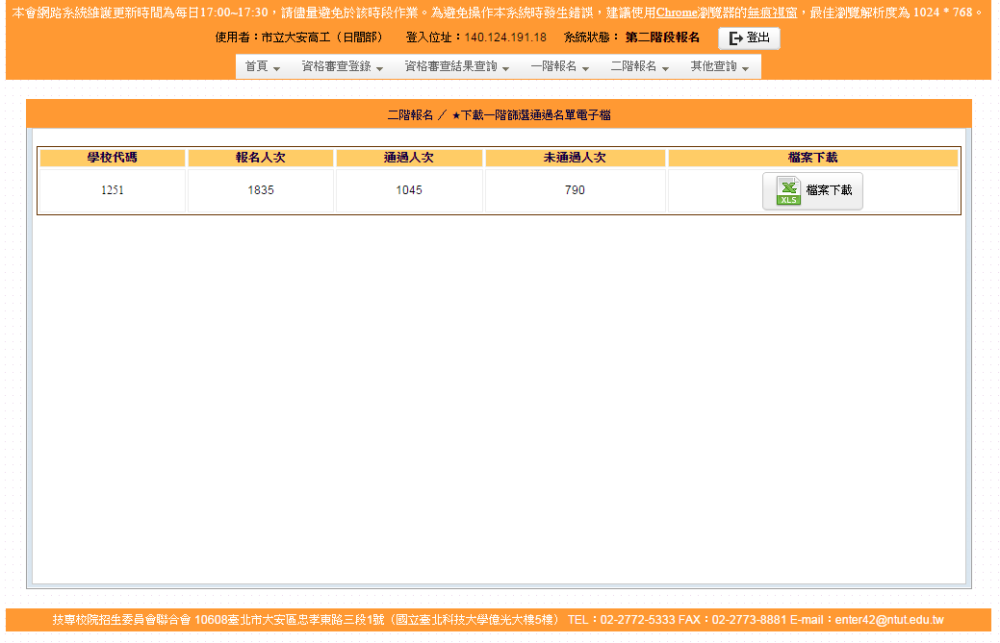 本會網路系統維護更新時間為每日17:00~17:30，請儘量避免於該時段作業。為避免操作本系統時發生錯誤，建議使用Chrome瀏覽器的無痕視窗，最佳瀏覽解析度為 1024 * 768。
使用者：市立大安高工（日間部） 登入位址：140.124.191.18 系統狀態： 第二階段報名 登出
首頁 資格審查登錄 資格審查結果查詢 一階報名 二階報名 其他查詢
二階報名 ／ ★下載一階篩選通過名單電子檔
學校代碼 報名人次 通過人次 未通過人次 檔案下載
1251 1835 1045 790 XLS 檔案下載
技專校院招生委員會聯合會 10608臺北市大安區忠孝東路三段1號（國立臺北科技大學億光大樓5樓） TEL：02-2772-5333 FAX：02-2773-8881 E-mail：enter42@ntut.edu.tw